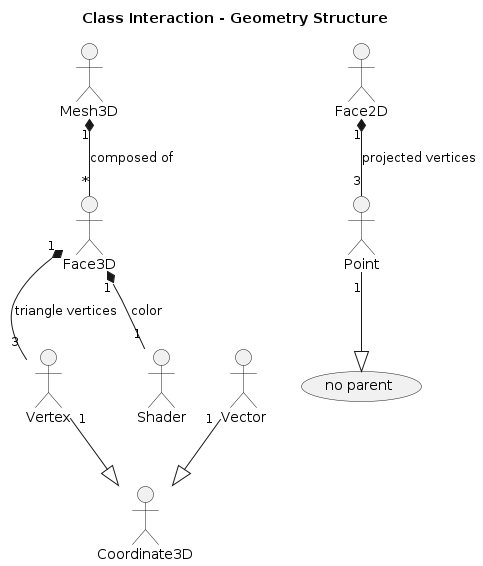 Class Interaction - Geometry Structure
Mesh3D
Face2D
1
1
composed of
projected vertices
*
3
Face3D
Point
1
1
1
triangle vertices
color
3
1
no parent
Vertex
Shader
Vector
1
1
Coordinate3D